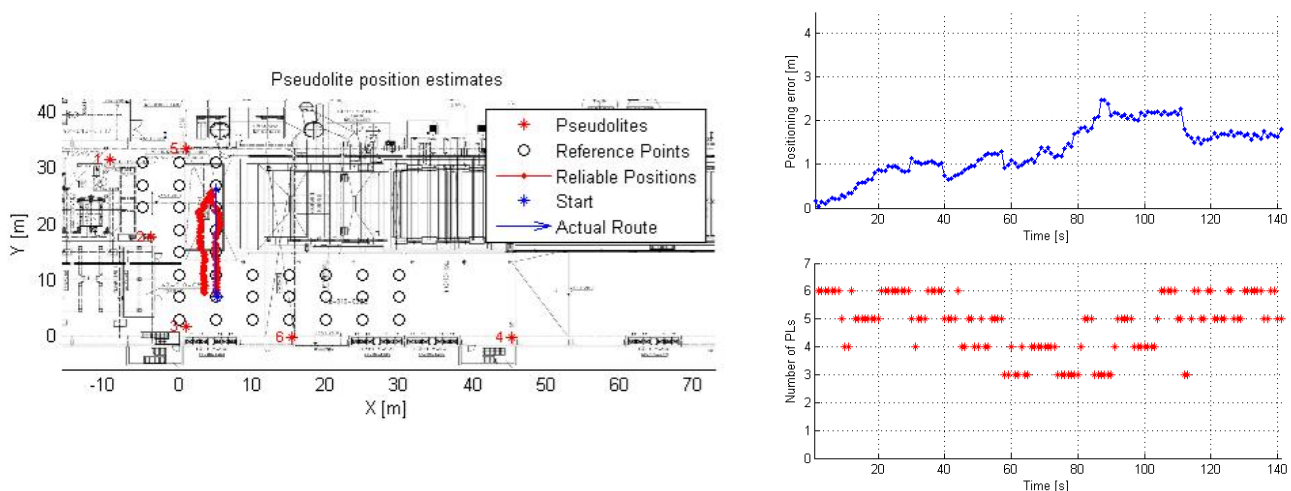 Pseudolite position estimates
40
30
20
10
0
Y [m]
-10 0 10 20 30 40 50 60 70
X [m]
1
5
2
3
6
4
Pseudolites
Reference Points
Reliable Positions
Start
Actual Route
4
3
2
1
0
Positioning error [m]
20 40 60 80 100 120 140
Time [s]
7
6
5
4
3
2
1
0
Number of PLs
20 40 60 80 100 120 140
Time [s]